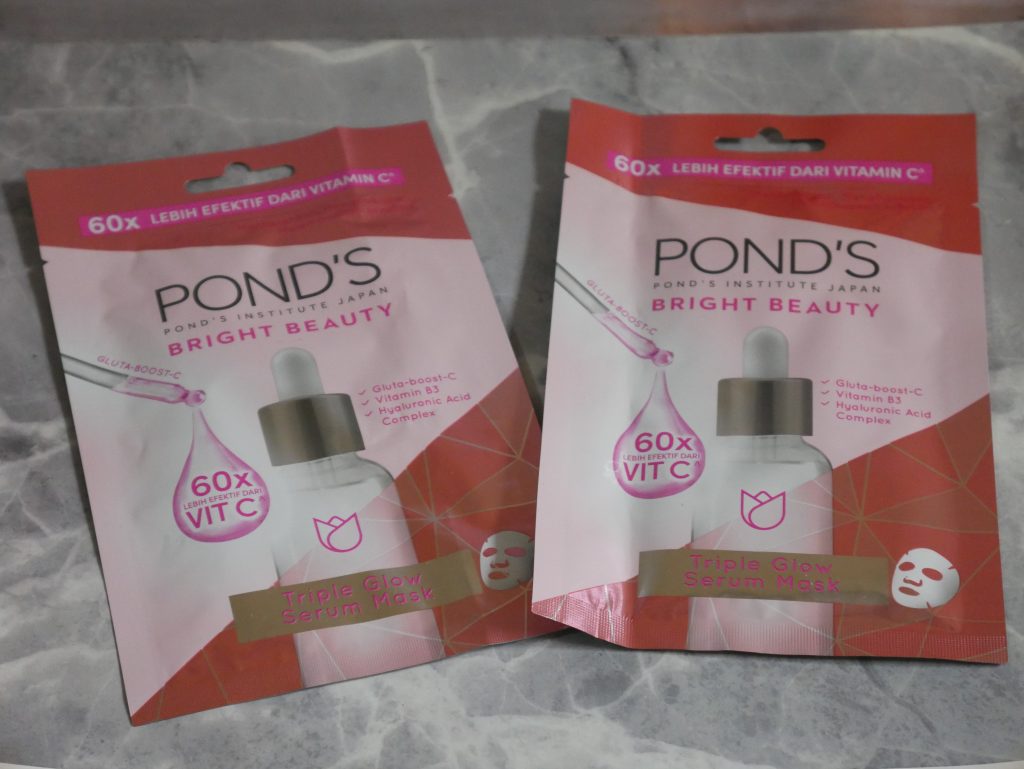 60x LEBIH EFEKTIF DARI VITAMIN C^
POND'S
POND'S INSTITUTE JAPAN
BRIGHT BEAUTY
GLUTA-BOOST-C
✓ Gluta-boost-C
✓ Vitamin B3
✓ Hyaluronic Acid
Complex
60x
LEBIH EFEKTIF DARI
VIT C^
Triple Glow
Serum Mask
60x LEBIH EFEKTIF DARI VITAMIN C^
POND'S
POND'S INSTITUTE JAPAN
BRIGHT BEAUTY
GLUTA-BOOST-C
✓ Gluta-boost-C
✓ Vitamin B3
✓ Hyaluronic Acid
Complex
60x
LEBIH EFEKTIF DARI
VIT C^
Triple Glow
Serum Mask